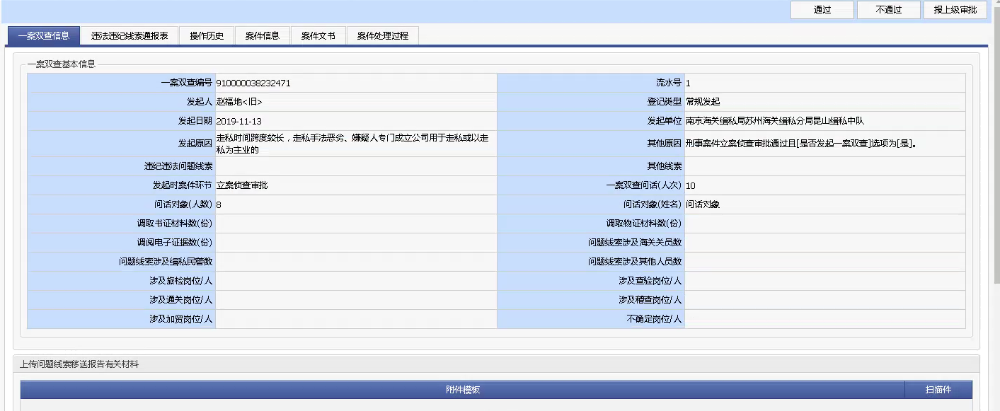 通过 不通过 报上级审批
一案双查信息 违法违纪线索通报表 操作历史 案件信息 案件文书 案件处理过程
一案双查基本信息
一案双查编号 910000038232471 流水号 1
发起人 赵福地<旧> 登记类型 常规发起
发起日期 2019-11-13 发起单位 南京海关缉私局苏州海关缉私分局昆山缉私中队
发起原因 走私时间跨度较长，走私手法恶劣、嫌疑人专门成立公司用于走私或以走
私为主业的 其他原因 刑事案件立案侦查审批通过且[是否发起一案双查]选项为[是]。
违纪违法问题线索 其他线索
发起时案件环节 立案侦查审批 一案双查问话(人次) 10
问话对象(人数) 8 问话对象(姓名) 问话对象
调取书证材料数(份) 调取物证材料数(份)
调阅电子证据数(份) 问题线索涉及海关关员数
问题线索涉及缉私民警数 问题线索涉及其他人员数
涉及旅检岗位/人 涉及查验岗位/人
涉及通关岗位/人 涉及稽查岗位/人
涉及加贸岗位/人 不确定岗位/人
上传问题线索移送报告有关材料
附件模板 扫描件